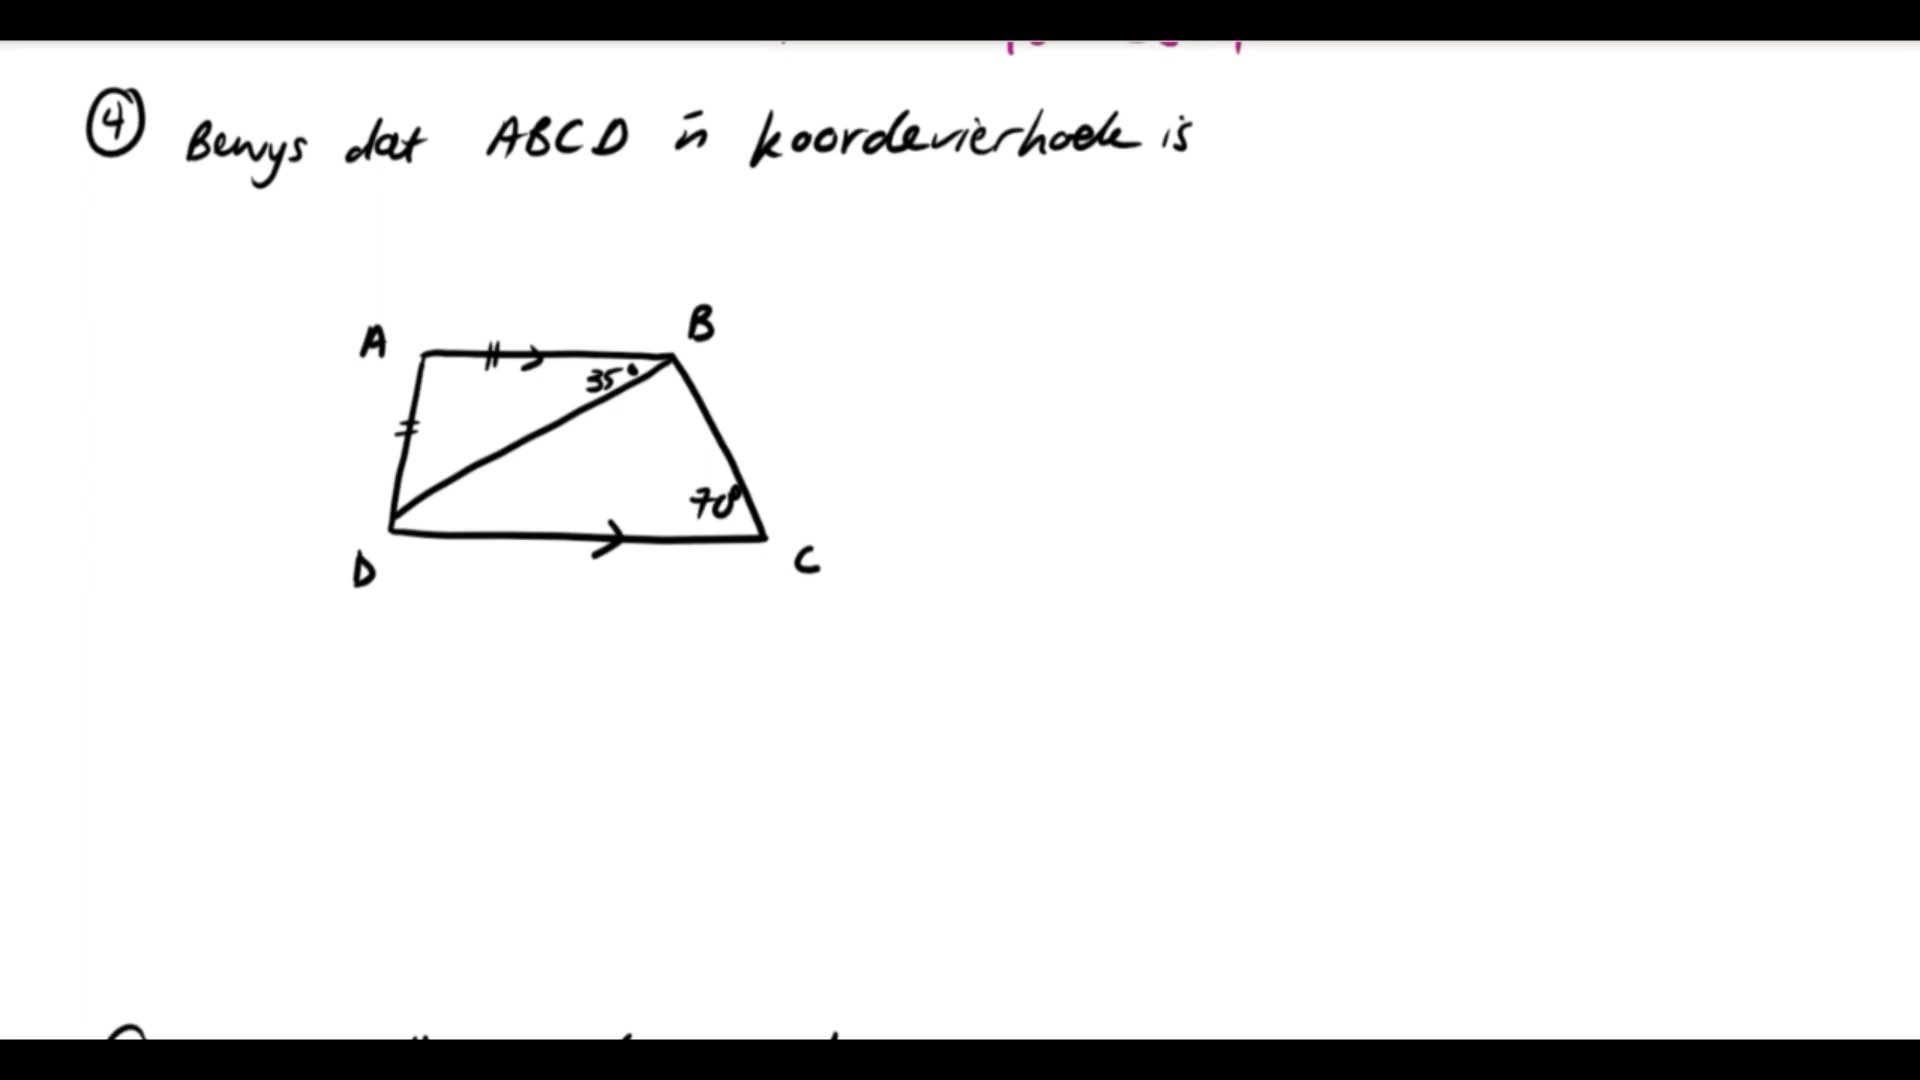 ④ Bewys dat ABCD 'n koordevierhoek is
A
B
35°
70°
D
C